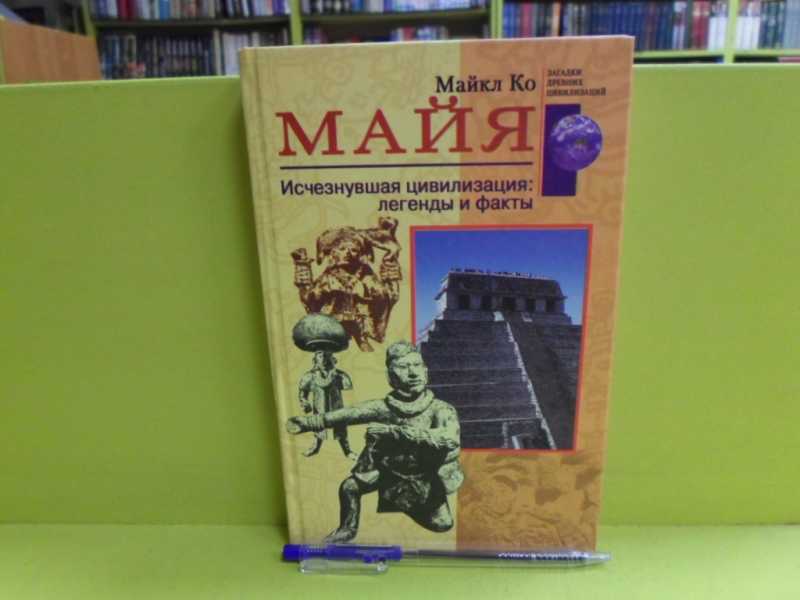 Майкл Ко
МАЙЯ
Исчезнувшая цивилизация:
легенды и факты
ЗАГАДКИ
ДРЕВНИХ
ЦИВИЛИЗАЦИЙ